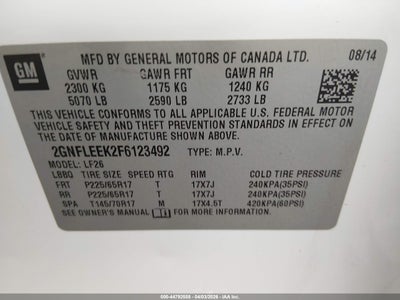 GM
MFD BY GENERAL MOTORS OF CANADA LTD. 08/14
GVWR GAWR FRT GAWR RR
2300 KG 1175 KG 1240 KG
5070 LB 2590 LB 2733 LB
THIS VEHICLE CONFORMS TO ALL APPLICABLE U.S. FEDERAL MOTOR
VEHICLE SAFETY, BUMPER, AND THEFT PREVENTION STANDARDS IN
EFFECT ON THE DATE OF MANUFACTURE SHOWN ABOVE.
2GNFLEEK2F6123492 TYPE: M.P.V.
MODEL: LF26
LBBQ TIRE SIZE SPEED RTG RIM COLD TIRE PRESSURE
FRT P225/65R17 T 17X7J 240KPA(35PSI)
RR P225/65R17 T 17X7J 240KPA(35PSI)
SPA T145/70R17 M 17X4.5T 420KPA(60PSI)
SEE OWNER'S MANUAL FOR ADDITIONAL INFORMATION.